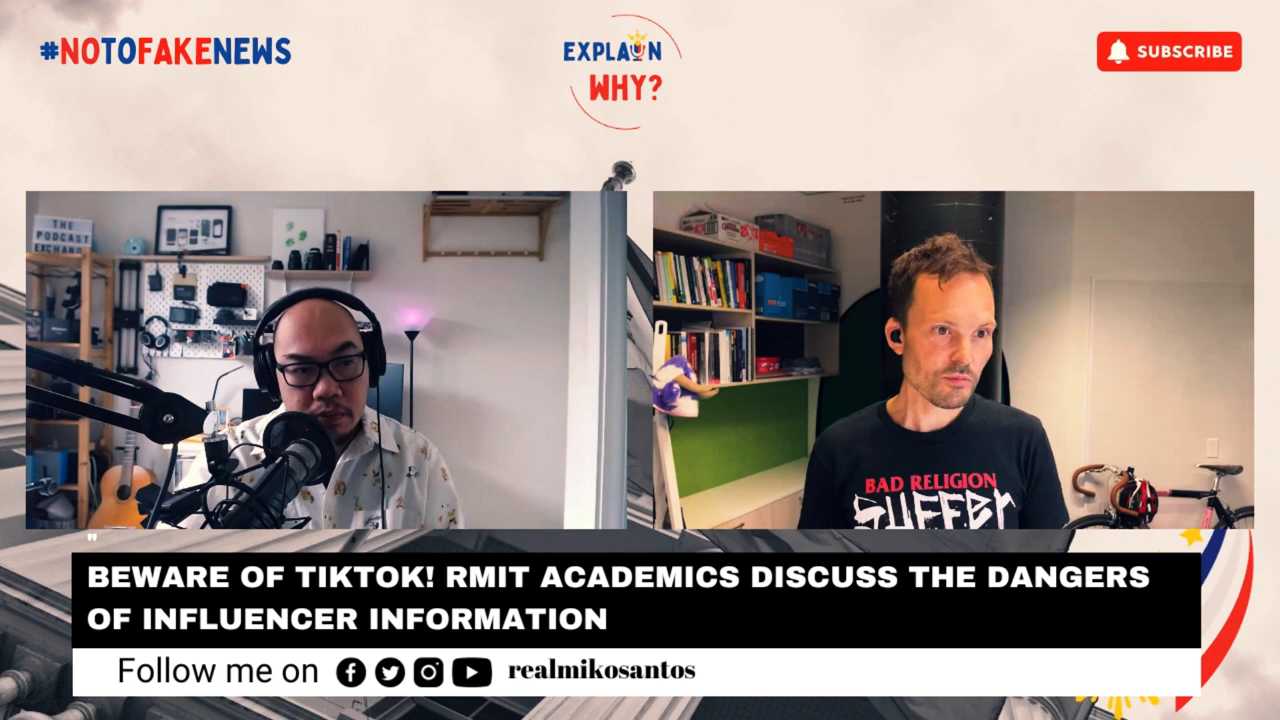 #NOTOFAKENEWS
EXPLAIN
WHY?
SUBSCRIBE
THE
PODCAST
EXCHANG
BAD RELIGION
SUFFER
"
BEWARE OF TIKTOK! RMIT ACADEMICS DISCUSS THE DANGERS
OF INFLUENCER INFORMATION
Follow me on
realmikosantos